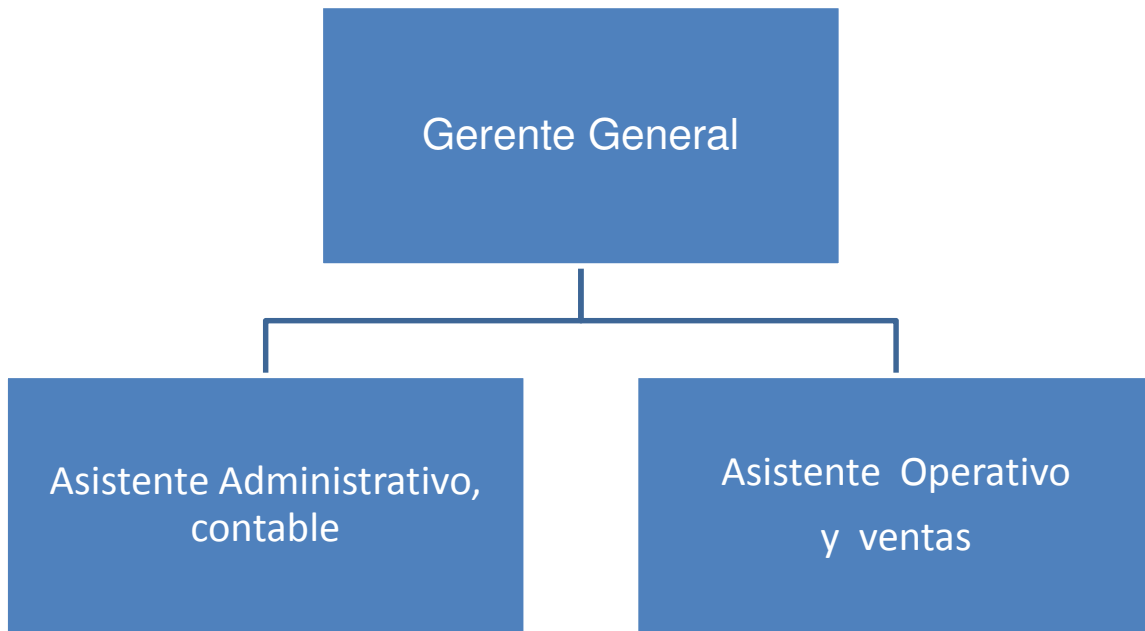 Gerente General
Asistente Administrativo,
contable
Asistente Operativo
y ventas